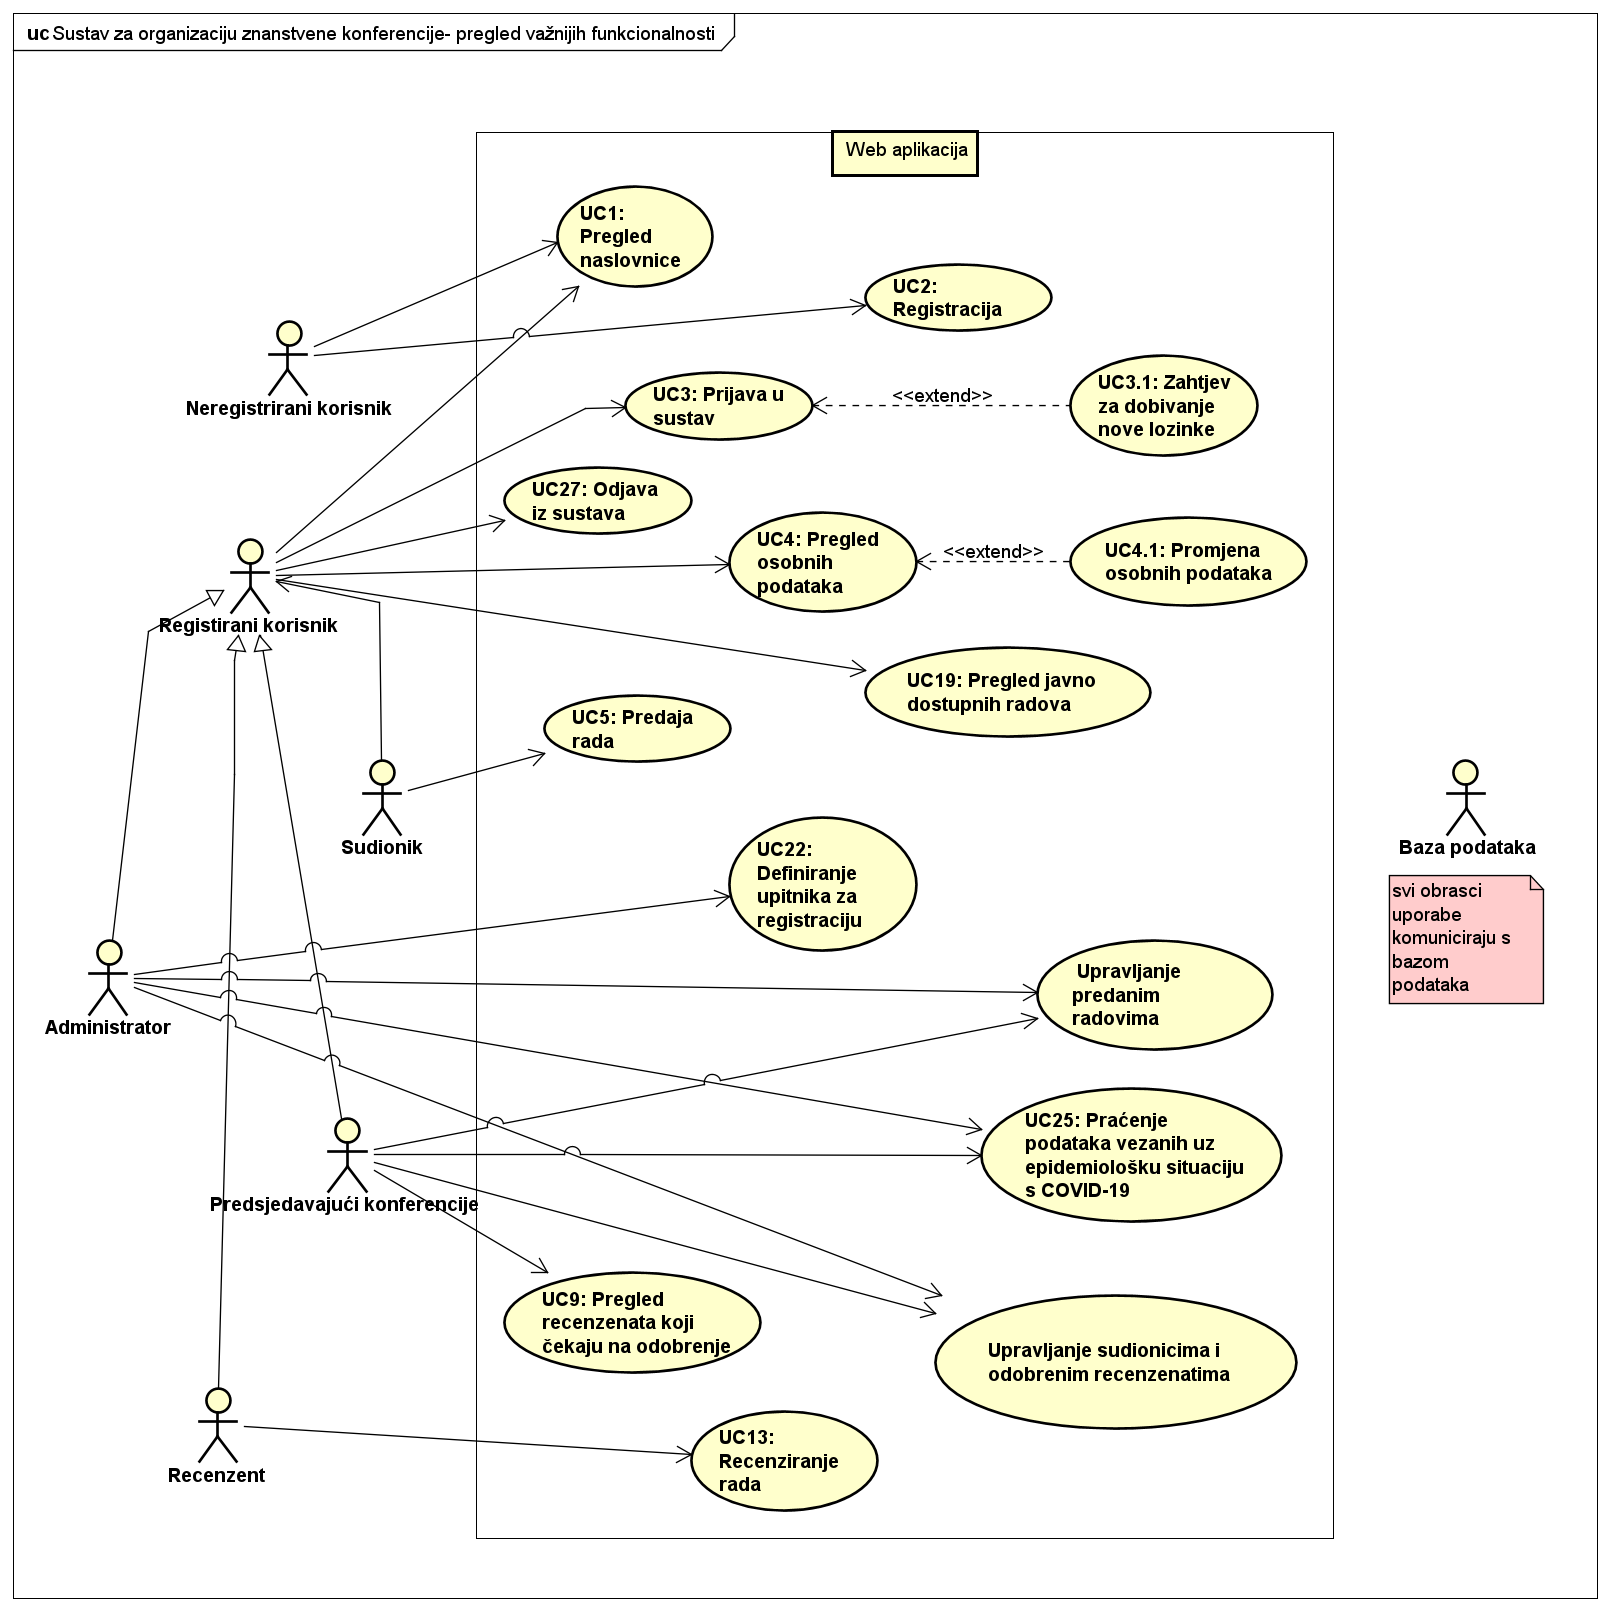 uc Sustav za organizaciju znanstvene konferencije- pregled važnijih funkcionalnosti
Web aplikacija
UC1:
Pregled
naslovnice
UC2:
Registracija
Neregistrirani korisnik
UC3: Prijava u
sustav
<<extend>>
UC3.1: Zahtjev
za dobivanje
nove lozinke
UC27: Odjava
iz sustava
UC4: Pregled
osobnih
podataka
<<extend>>
UC4.1: Promjena
osobnih podataka
Registirani korisnik
UC19: Pregled javno
dostupnih radova
UC5: Predaja
rada
Sudionik
Baza podataka
svi obrasci
uporabe
komuniciraju s
bazom
podataka
UC22:
Definiranje
upitnika za
registraciju
Administrator
Upravljanje
predanim
radovima
UC25: Praćenje
podataka vezanih uz
epidemiološku situaciju
s COVID-19
Predsjedavajući konferencije
UC9: Pregled
recenzenata koji
čekaju na odobrenje
Upravljanje sudionicima i
odobrenim recenzenatima
Recenzent
UC13:
Recenziranje
rada